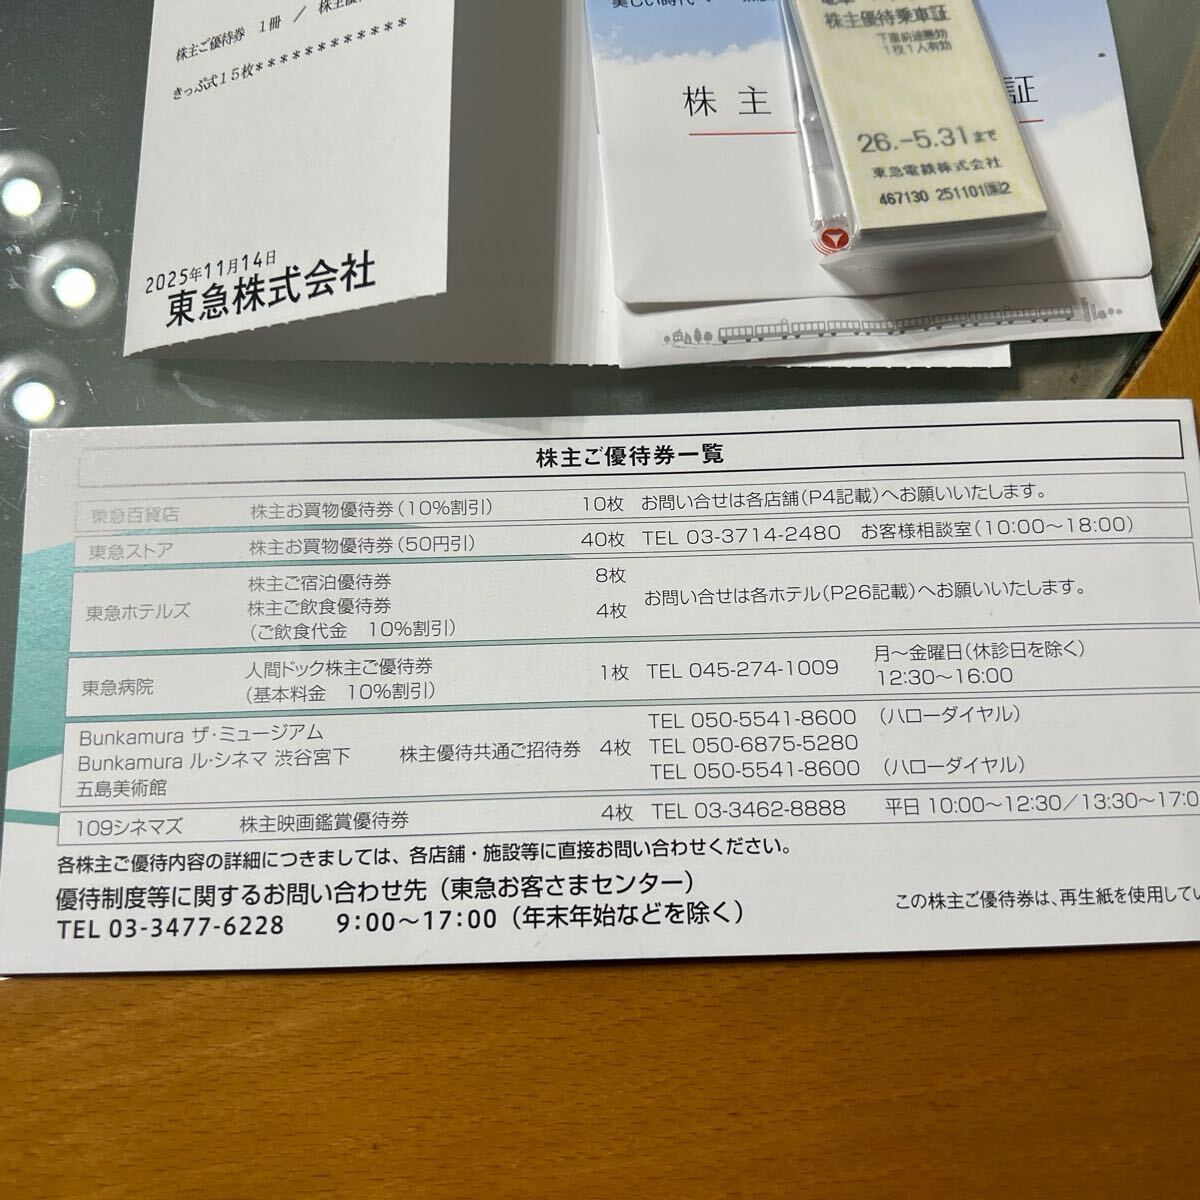 株主ご優待券 1冊 ／ 株主
きっぷ式15枚************
2025年11月14日
東急株式会社
美しい時代へ
株主
証
株主優待乗車証
下車前途無効
1枚1人有効
26.-5.31まで
東急電鉄株式会社
467130 251101
株主ご優待券一覧
東急百貨店 株主お買物優待券（10%割引） 10枚 お問い合せは各店舗（P4記載）へお願いいたします。
東急ストア 株主お買物優待券（50円引） 40枚 TEL 03-3714-2480 お客様相談室（10:00〜18:00）
東急ホテルズ 株主ご宿泊優待券 8枚 お問い合せは各ホテル（P26記載）へお願いいたします。
株主ご飲食優待券 4枚
（ご飲食代金 10%割引）
東急病院 人間ドック株主ご優待券 1枚 TEL 045-274-1009 月〜金曜日（休診日を除く）
（基本料金 10%割引） 12:30〜16:00
Bunkamura ザ・ミュージアム TEL 050-5541-8600 （ハローダイヤル）
Bunkamura ル・シネマ 渋谷宮下 株主優待共通ご招待券 4枚 TEL 050-6875-5280
五島美術館 TEL 050-5541-8600 （ハローダイヤル）
109シネマズ 株主映画鑑賞優待券 4枚 TEL 03-3462-8888 平日 10:00〜12:30／13:30〜17:0
各株主ご優待内容の詳細につきましては、各店舗・施設等に直接お問い合わせください。
優待制度等に関するお問い合わせ先（東急お客さまセンター）
TEL 03-3477-6228 9:00〜17:00（年末年始などを除く）
この株主ご優待券は、再生紙を使用してい